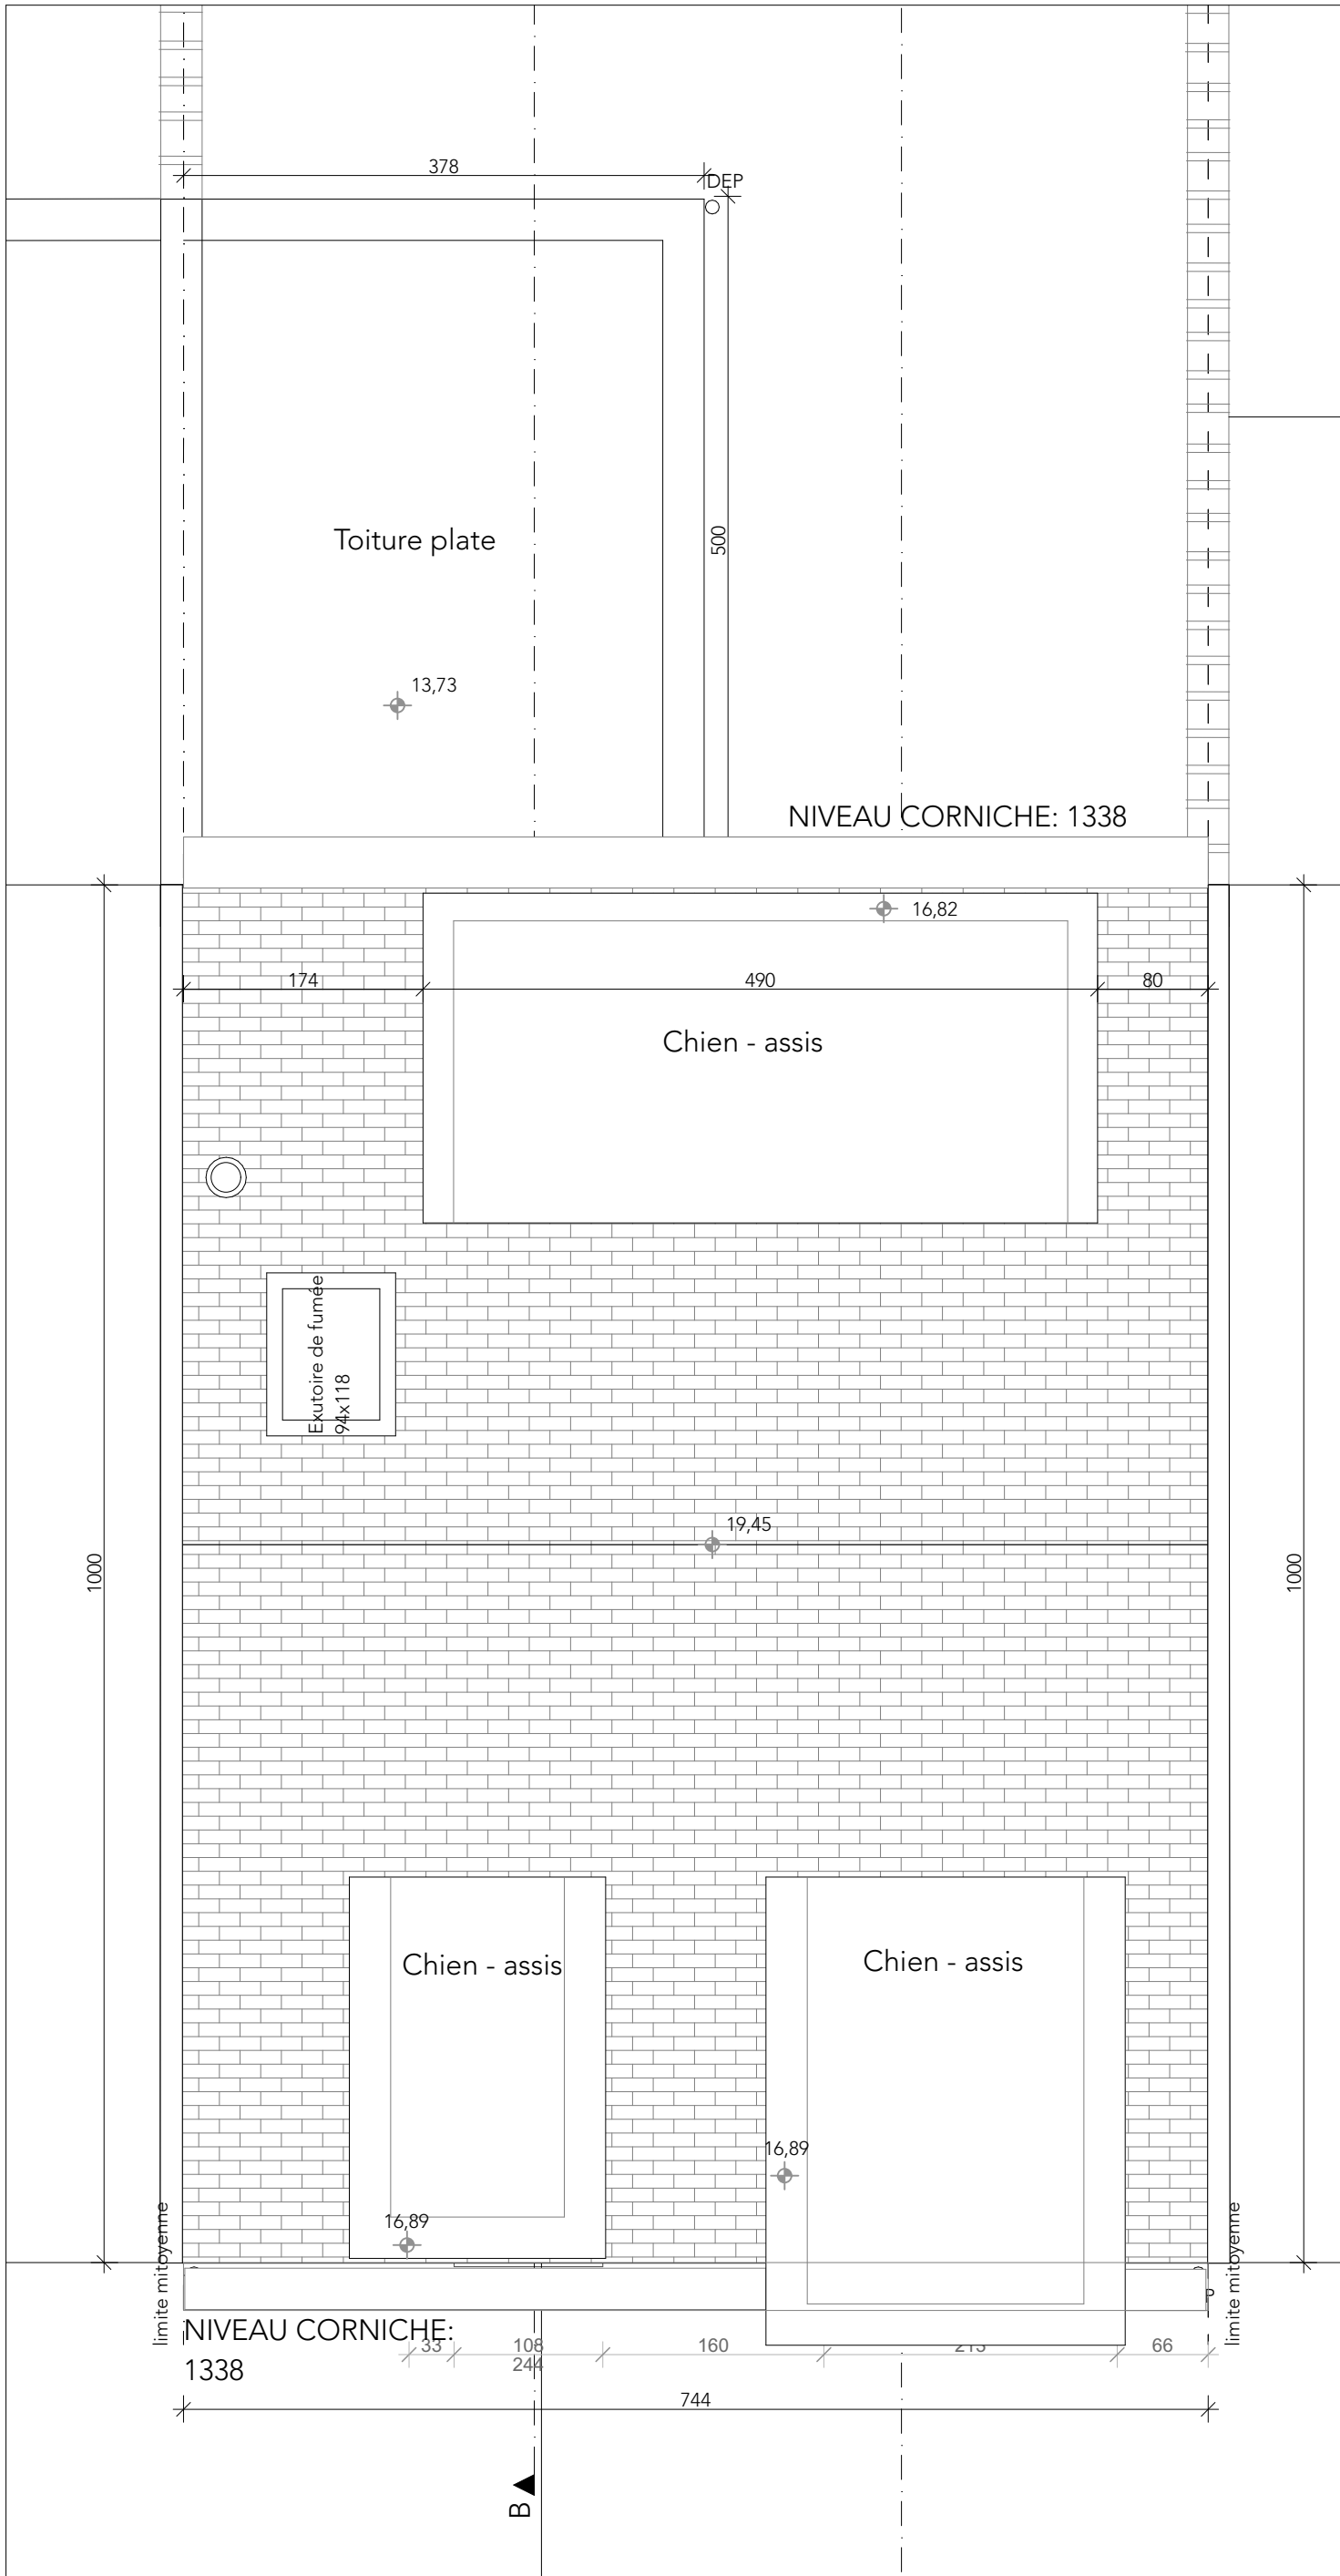 378
DEP
Toiture plate
500
13,73
NIVEAU CORNICHE: 1338
16,82
174
490
80
Chien - assis
Exutoire de fumée
94x118
19,45
1000
1000
Chien - assis
Chien - assis
16,89
16,89
limite mitoyenne
limite mitoyenne
NIVEAU CORNICHE:
1338
33
108
244
160
66
744
B